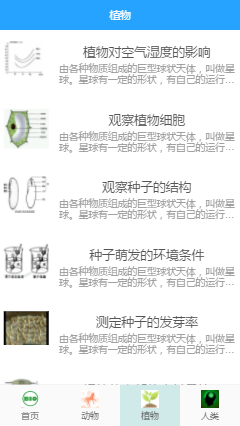 植物
植物对空气湿度的影响
由各种物质组成的巨型球状天体，叫做星
球。星球有一定的形状，有自己的运行…
观察植物细胞
由各种物质组成的巨型球状天体，叫做星
球。星球有一定的形状，有自己的运行…
观察种子的结构
由各种物质组成的巨型球状天体，叫做星
球。星球有一定的形状，有自己的运行…
种子萌发的环境条件
由各种物质组成的巨型球状天体，叫做星
球。星球有一定的形状，有自己的运行…
测定种子的发芽率
由各种物质组成的巨型球状天体，叫做星
球。星球有一定的形状，有自己的运行…
首页 动物 植物 人类